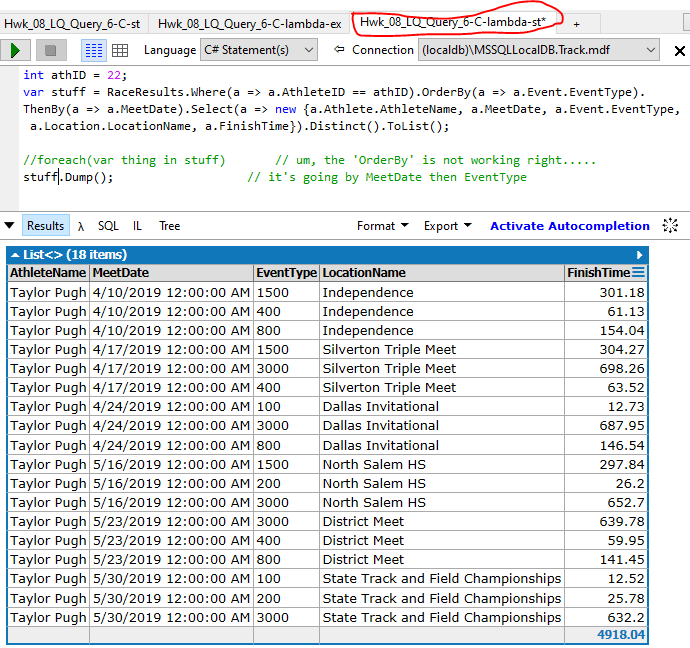 Hwk_08_LQ_Query_6-C-st
Hwk_08_LQ_Query_6-C-lambda-ex
Hwk_08_LQ_Query_6-C-lambda-st*
+
Language C# Statement(s) Connection (localdb)\MSSQLLocalDB.Track.mdf
int athID = 22;
var stuff = RaceResults.Where(a => a.AthleteID == athID).OrderBy(a => a.Event.EventType).
ThenBy(a => a.MeetDate).Select(a => new {a.Athlete.AthleteName, a.MeetDate, a.Event.EventType,
a.Location.LocationName, a.FinishTime}).Distinct().ToList();
//foreach(var thing in stuff) // um, the 'OrderBy' is not working right.....
stuff.Dump(); // it's going by MeetDate then EventType
Results λ SQL IL Tree Format Export Activate Autocompletion
List<> (18 items)
AthleteName MeetDate EventType LocationName FinishTime
Taylor Pugh 4/10/2019 12:00:00 AM 1500 Independence 301.18
Taylor Pugh 4/10/2019 12:00:00 AM 400 Independence 61.13
Taylor Pugh 4/10/2019 12:00:00 AM 800 Independence 154.04
Taylor Pugh 4/17/2019 12:00:00 AM 1500 Silverton Triple Meet 304.27
Taylor Pugh 4/17/2019 12:00:00 AM 3000 Silverton Triple Meet 698.26
Taylor Pugh 4/17/2019 12:00:00 AM 400 Silverton Triple Meet 63.52
Taylor Pugh 4/24/2019 12:00:00 AM 100 Dallas Invitational 12.73
Taylor Pugh 4/24/2019 12:00:00 AM 3000 Dallas Invitational 687.95
Taylor Pugh 4/24/2019 12:00:00 AM 800 Dallas Invitational 146.54
Taylor Pugh 5/16/2019 12:00:00 AM 1500 North Salem HS 297.84
Taylor Pugh 5/16/2019 12:00:00 AM 200 North Salem HS 26.2
Taylor Pugh 5/16/2019 12:00:00 AM 3000 North Salem HS 652.7
Taylor Pugh 5/23/2019 12:00:00 AM 3000 District Meet 639.78
Taylor Pugh 5/23/2019 12:00:00 AM 400 District Meet 59.95
Taylor Pugh 5/23/2019 12:00:00 AM 800 District Meet 141.45
Taylor Pugh 5/30/2019 12:00:00 AM 100 State Track and Field Championships 12.52
Taylor Pugh 5/30/2019 12:00:00 AM 200 State Track and Field Championships 25.78
Taylor Pugh 5/30/2019 12:00:00 AM 3000 State Track and Field Championships 632.2
4918.04